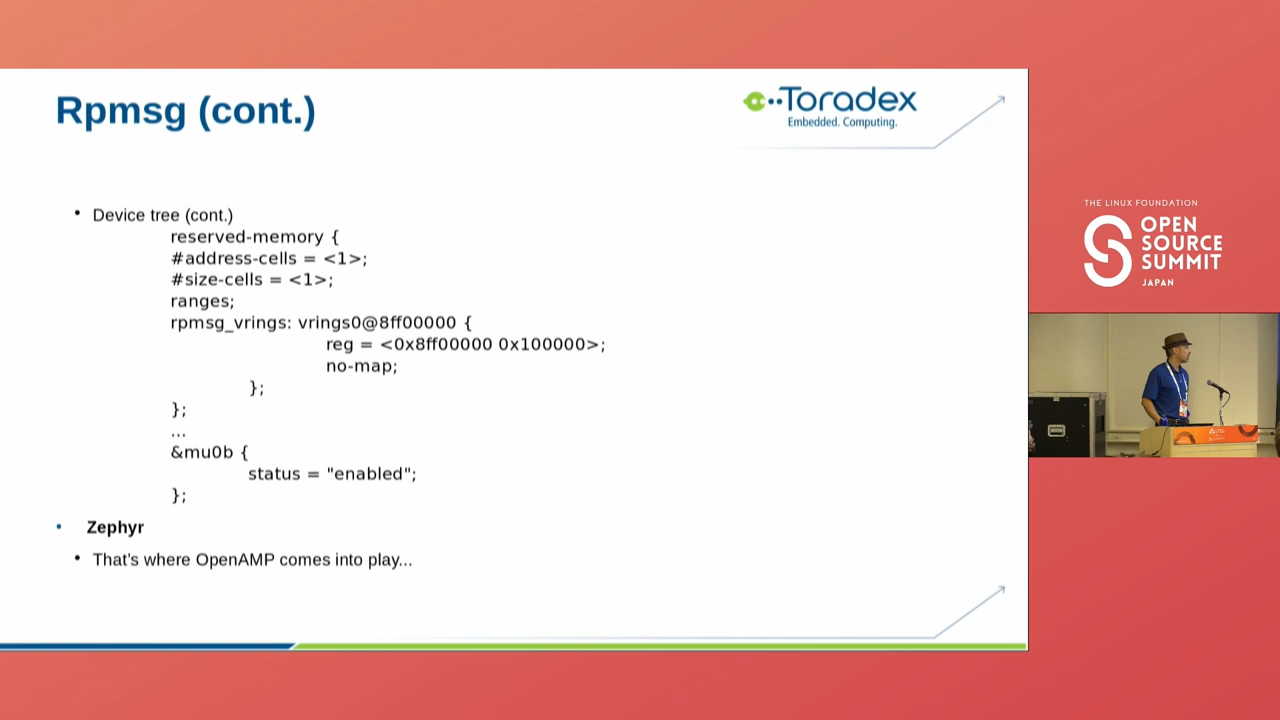 Rpmsg (cont.)
Toradex
Embedded. Computing.
• Device tree (cont.)
reserved-memory {
#address-cells = <1>;
#size-cells = <1>;
ranges;
rpmsg_vrings: vrings0@8ff00000 {
reg = <0x8ff00000 0x100000>;
no-map;
};
};
...
&mu0b {
status = "enabled";
};
• Zephyr
• That's where OpenAMP comes into play...
THE LINUX FOUNDATION
OPEN
SOURCE
SUMMIT
JAPAN